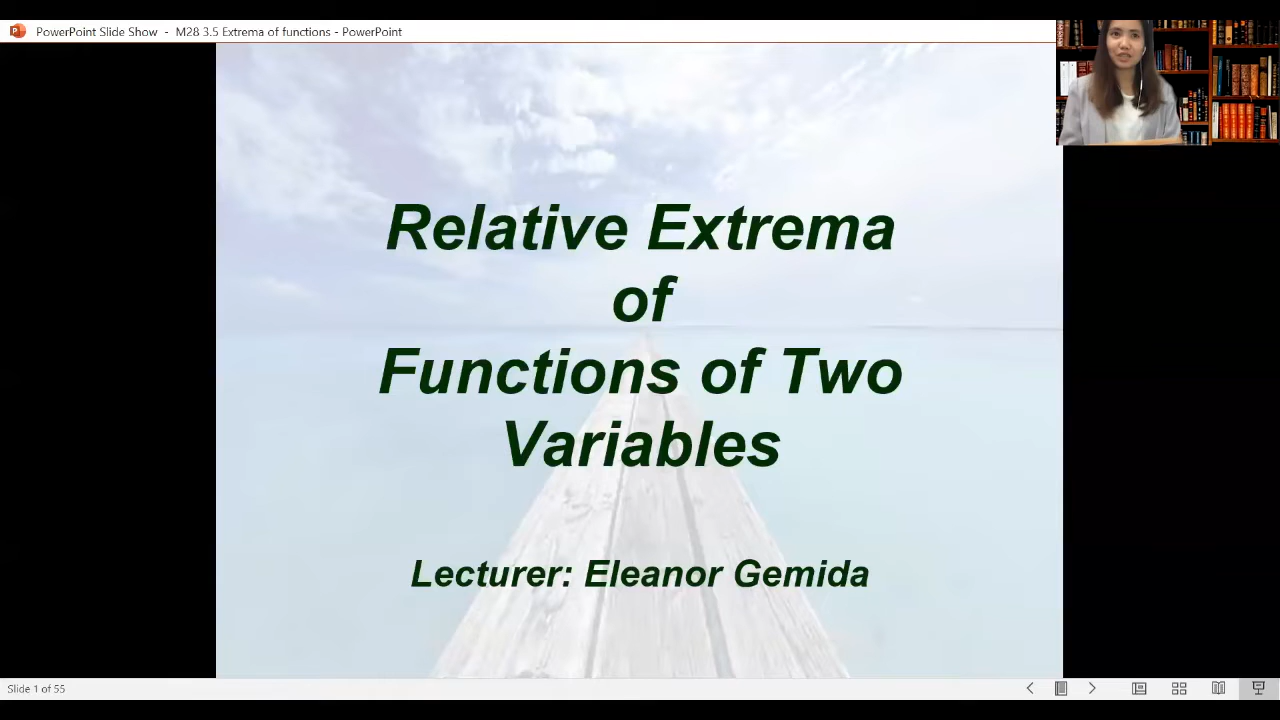 PowerPoint Slide Show - M28 3.5 Extrema of functions - PowerPoint
Relative Extrema
of
Functions of Two
Variables
Lecturer: Eleanor Gemida
Slide 1 of 55